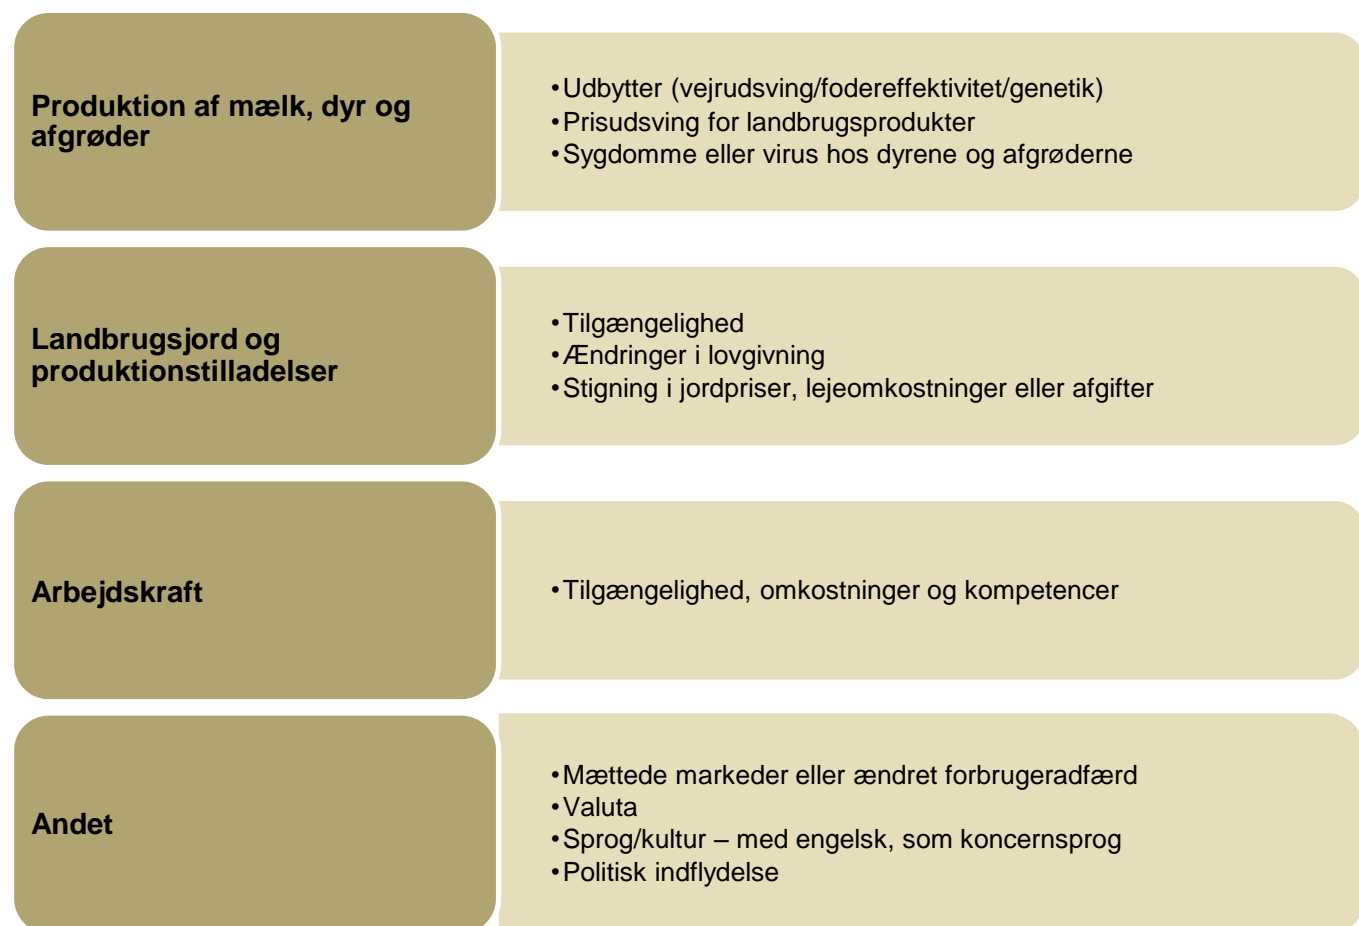 Produktion af mælk, dyr og
afgrøder
•Udbytter (vejrudsving/fodereffektivitet/genetik)
•Prisudsving for landbrugsprodukter
•Sygdomme eller virus hos dyrene og afgrøderne
Landbrugsjord og
produktionstilladelser
•Tilgængelighed
•Ændringer i lovgivning
•Stigning i jordpriser, lejeomkostninger eller afgifter
Arbejdskraft
•Tilgængelighed, omkostninger og kompetencer
Andet
•Mættede markeder eller ændret forbrugeradfærd
•Valuta
•Sprog/kultur – med engelsk, som koncernsprog
•Politisk indflydelse